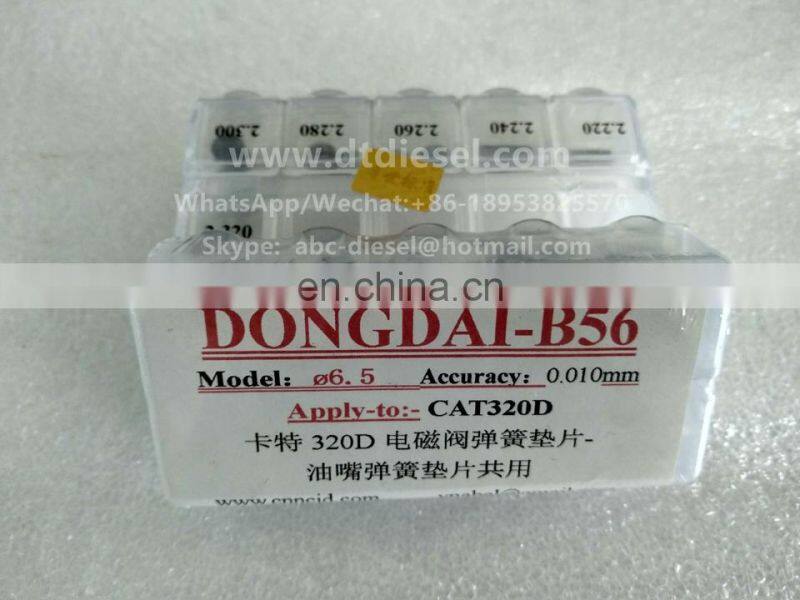 2.300 2.280 2.260 2.240 2.220
www.dtdiesel.com
WhatsApp/Wechat:+86-18953825570
2.320
Skype: abc-diesel@hotmail.com
en.china.cn
DONGDAI-B56
Model: ø6.5 Accuracy: 0.010mm
Apply-to:- CAT320D
卡特 320D 电磁阀弹簧垫片-
油嘴弹簧垫片共用